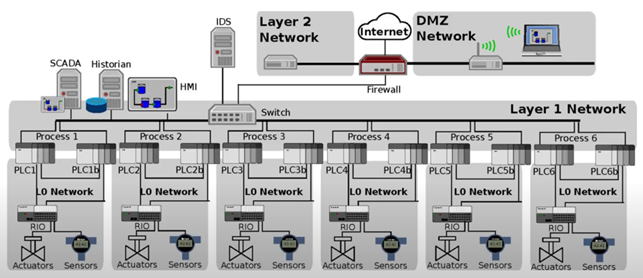 IDS
Layer 2
Network
Internet
DMZ
Network
Firewall
SCADA
Historian
HMI
Switch
Layer 1 Network
Process 1
Process 2
Process 3
Process 4
Process 5
Process 6
PLC1 PLC1b
PLC2 PLC2b
PLC3 PLC3b
PLC4 PLC4b
PLC5 PLC5b
PLC6 PLC6b
L0 Network
L0 Network
L0 Network
L0 Network
L0 Network
L0 Network
RIO
RIO
RIO
RIO
RIO
RIO
Actuators Sensors
Actuators Sensors
Actuators Sensors
Actuators Sensors
Actuators Sensors
Actuators Sensors